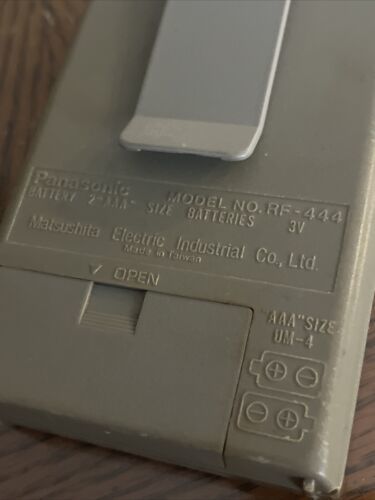 Panasonic MODEL NO. RF-444
BATTERY 2"AAA" SIZE BATTERIES 3V
Matsushita Electric Industrial Co., Ltd.
Made in Taiwan
OPEN
"AAA" SIZE
UM-4